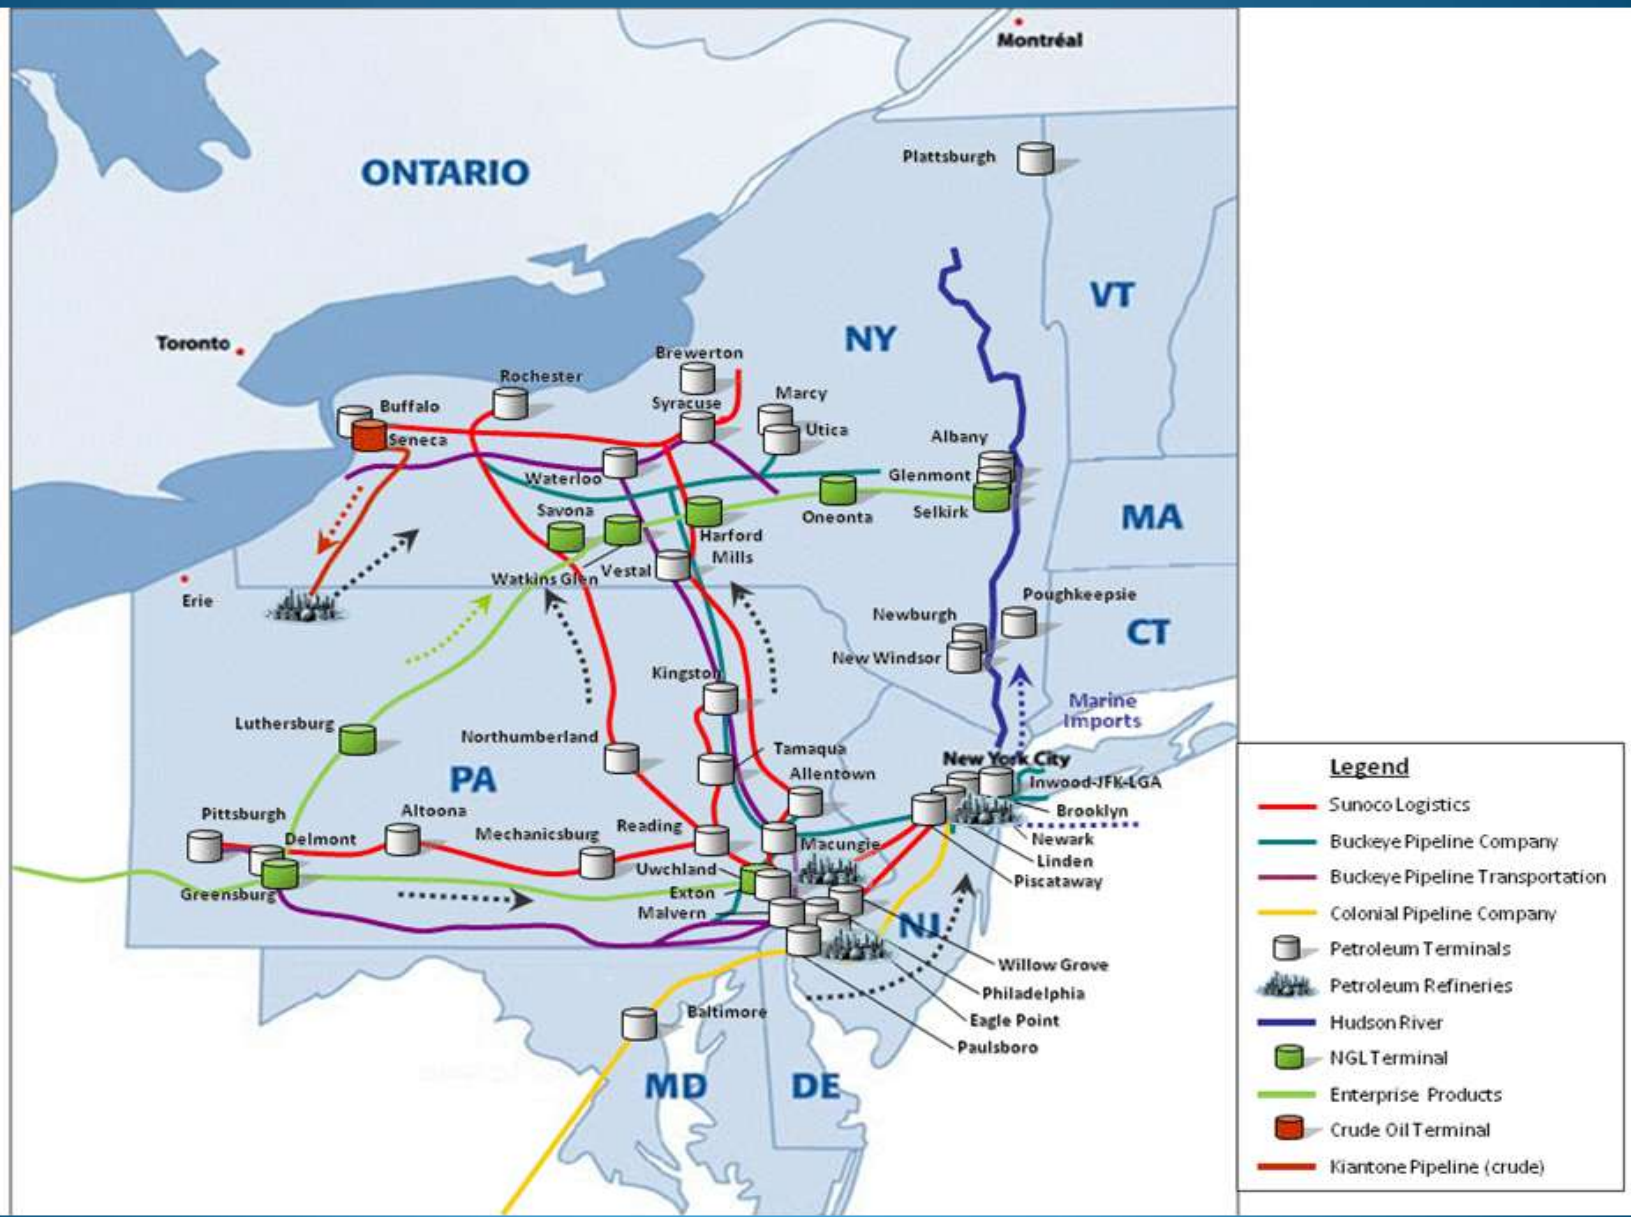 Montréal
Plattsburgh
ONTARIO
VT
NY
Toronto
Brewerton
Rochester
Marcy
Syracuse
Buffalo
Utica
Seneca
Albany
Waterloo
Glenmont
Savona
Oneonta
Selkirk
MA
Harford
Mills
Watkins Glen
Vestal
Erie
Poughkeepsie
Newburgh
CT
New Windsor
Kingston
Marine
Imports
Luthersburg
Northumberland
Tamaqua
New York City
PA
Allentown
Inwood-JFK-LGA
Pittsburgh
Altoona
Brooklyn
Delmont
Mechanicsburg
Reading
Macungie
Newark
Linden
Uwchland
Piscataway
Greensburg
Exton
Malvern
NJ
Willow Grove
Philadelphia
Baltimore
Eagle Point
Paulsboro
MD
DE
Legend
Sunoco Logistics
Buckeye Pipeline Company
Buckeye Pipeline Transportation
Colonial Pipeline Company
Petroleum Terminals
Petroleum Refineries
Hudson River
NGL Terminal
Enterprise Products
Crude Oil Terminal
Kiantone Pipeline (crude)